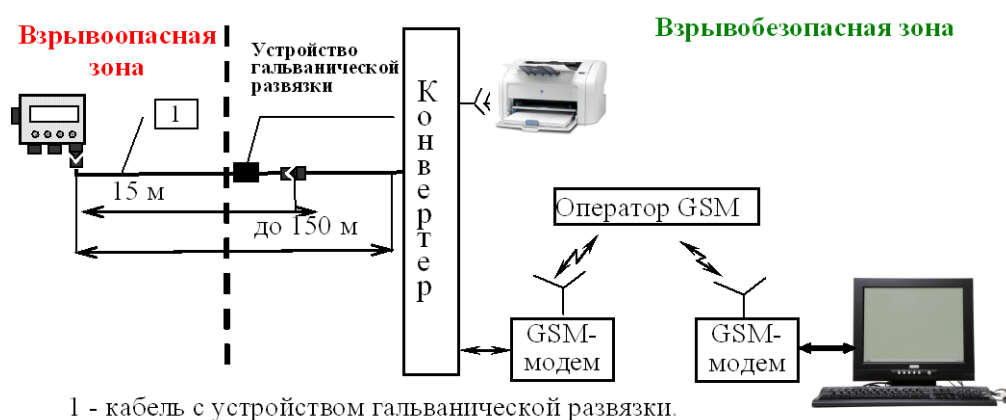 Взрывоопасная
зона
Взрывобезопасная зона
Устройство
гальванической
развязки
1
Конвертер
15 м
до 150 м
Оператор GSM
GSM-
модем
GSM-
модем
1 - кабель с устройством гальванической развязки.